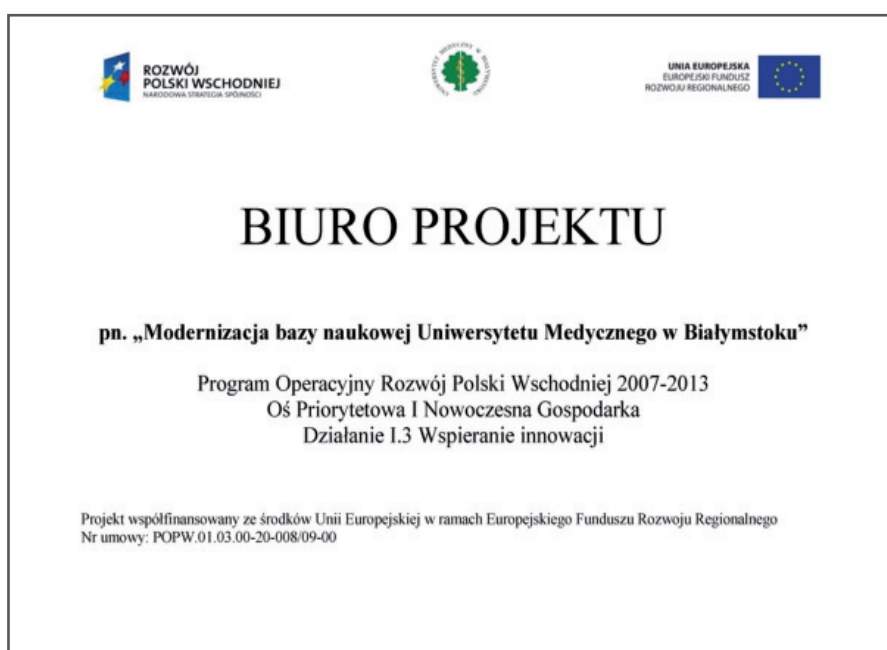 ROZWÓJ
POLSKI WSCHODNIEJ
NARODOWA STRATEGIA SPÓJNOŚCI
UNIWERSYTET MEDYCZNY W BIAŁYMSTOKU
UNIA EUROPEJSKA
EUROPEJSKI FUNDUSZ
ROZWOJU REGIONALNEGO
BIURO PROJEKTU
pn. „Modernizacja bazy naukowej Uniwersytetu Medycznego w Białymstoku”
Program Operacyjny Rozwój Polski Wschodniej 2007-2013
Oś Priorytetowa I Nowoczesna Gospodarka
Działanie I.3 Wspieranie innowacji
Projekt współfinansowany ze środków Unii Europejskiej w ramach Europejskiego Funduszu Rozwoju Regionalnego
Nr umowy: POPW.01.03.00-20-008/09-00